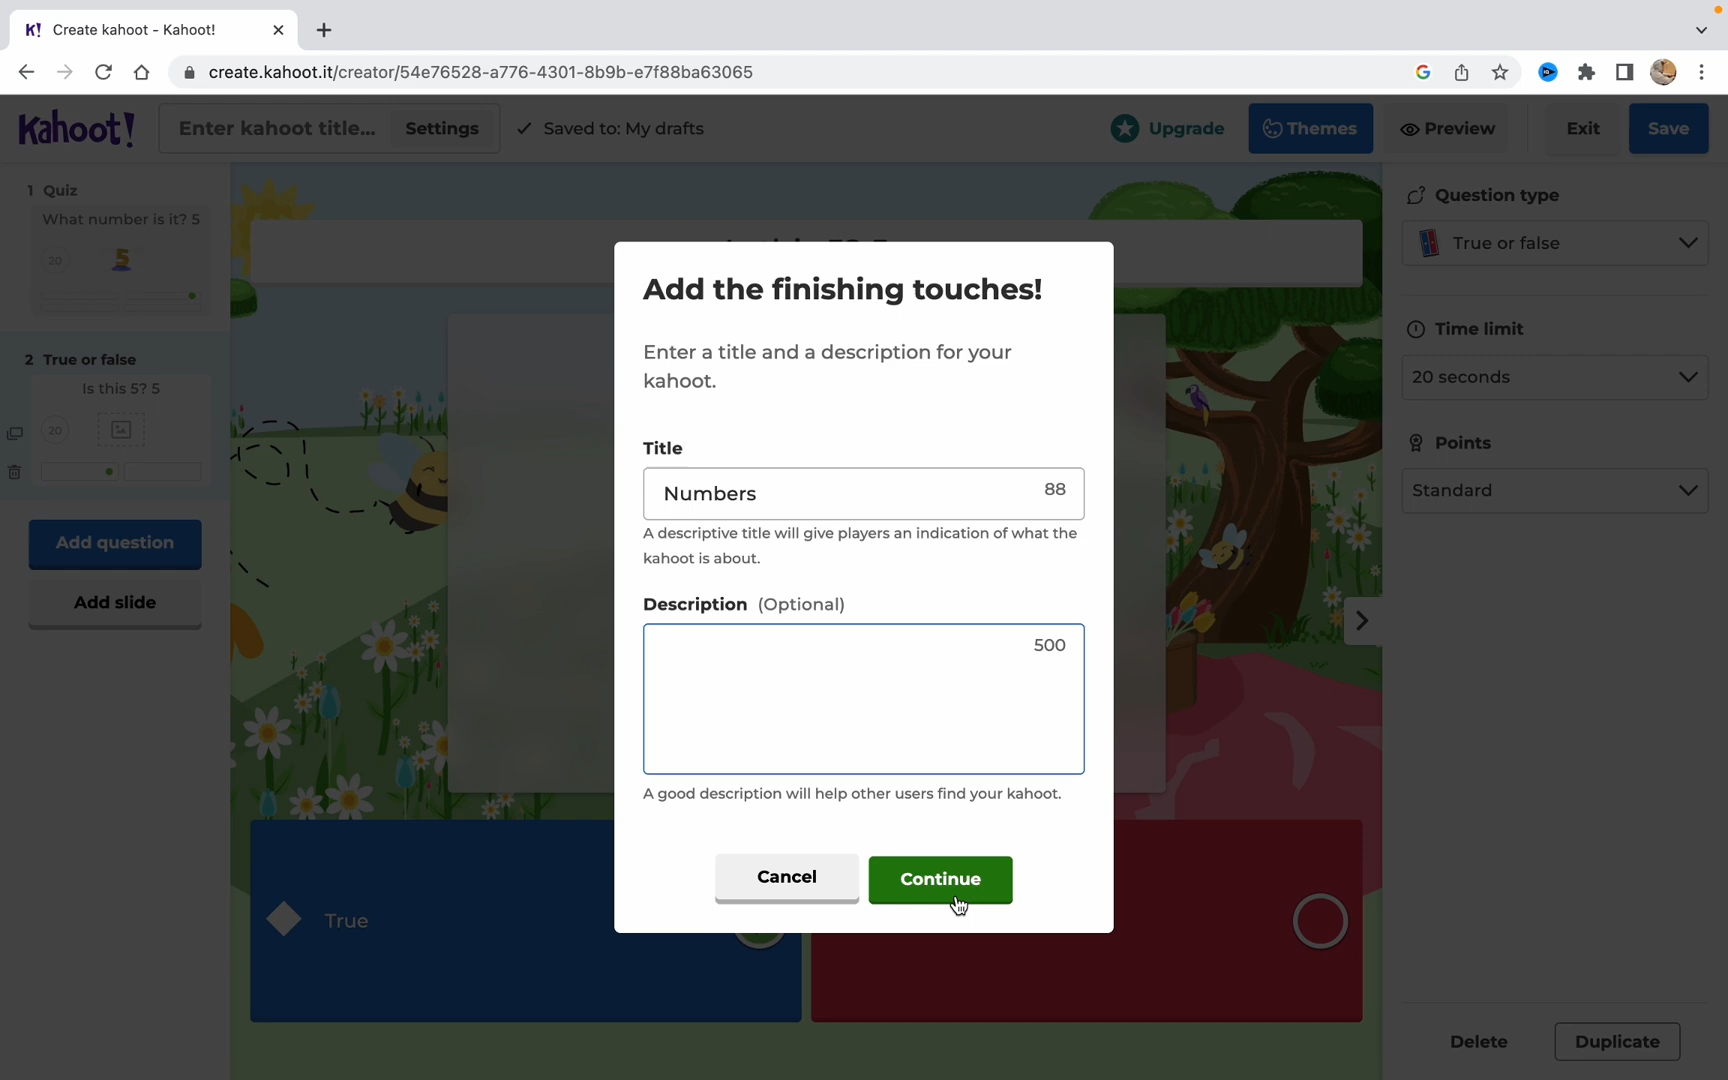 K! Create kahoot - Kahoot!
create.kahoot.it/creator/54e76528-a776-4301-8b9b-e7f88ba63065
Kahoot! Enter kahoot title... Settings ✓ Saved to: My drafts Upgrade Themes Preview Exit Save
1 Quiz
What number is it? 5
20
5
2 True or false
Is this 5? 5
20
Add question
Add slide
Add the finishing touches!
Enter a title and a description for your
kahoot.
Title
Numbers 88
A descriptive title will give players an indication of what the
kahoot is about.
Description (Optional)
500
A good description will help other users find your kahoot.
Cancel Continue
True
Question type
True or false
Time limit
20 seconds
Points
Standard
Delete Duplicate